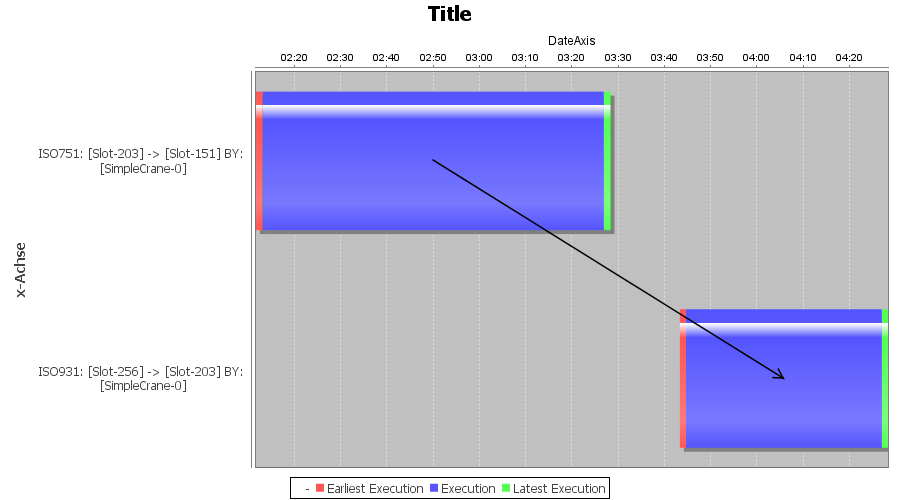 Title
DateAxis
02:20 02:30 02:40 02:50 03:00 03:10 03:20 03:30 03:40 03:50 04:00 04:10 04:20
ISO751: [Slot-203] -> [Slot-151] BY:
[SimpleCrane-0]
x-Achse
ISO931: [Slot-256] -> [Slot-203] BY:
[SimpleCrane-0]
- Earliest Execution Execution Latest Execution